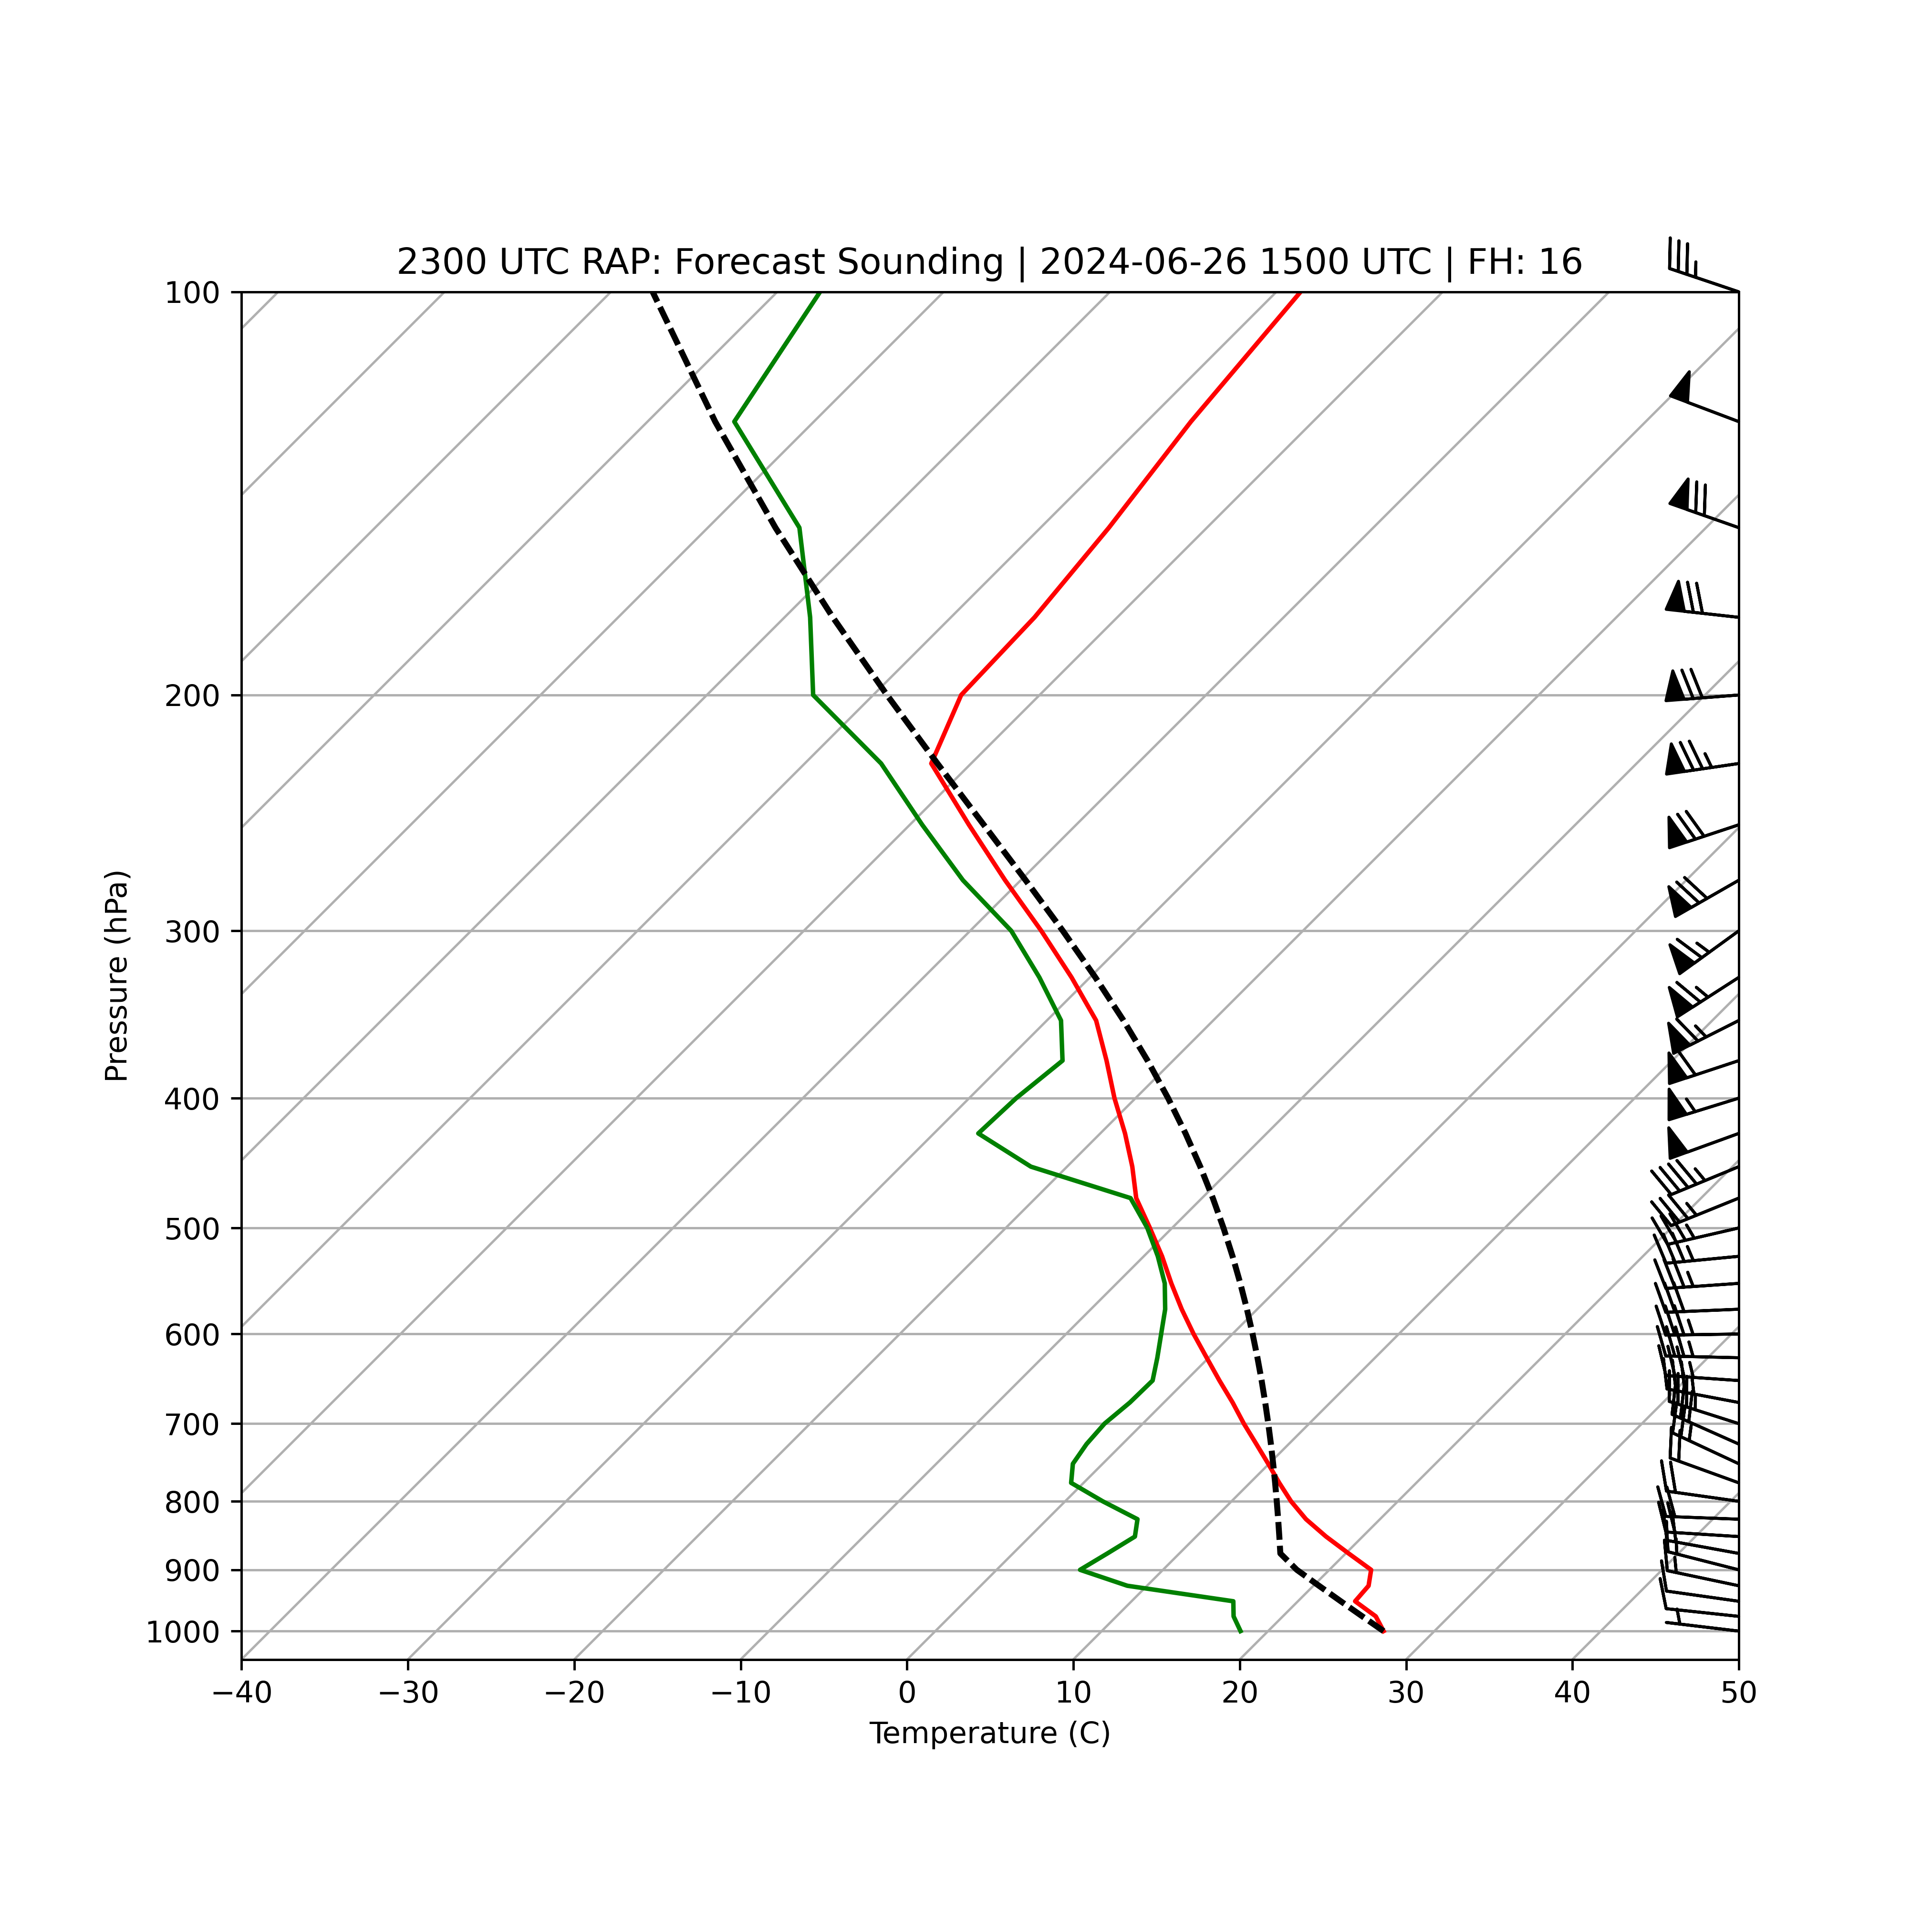 2300 UTC RAP: Forecast Sounding | 2024-06-26 1500 UTC | FH: 16
100
200
300
400
500
600
700
800
900
1000
Pressure (hPa)
−40 −30 −20 −10 0 10 20 30 40 50
Temperature (C)